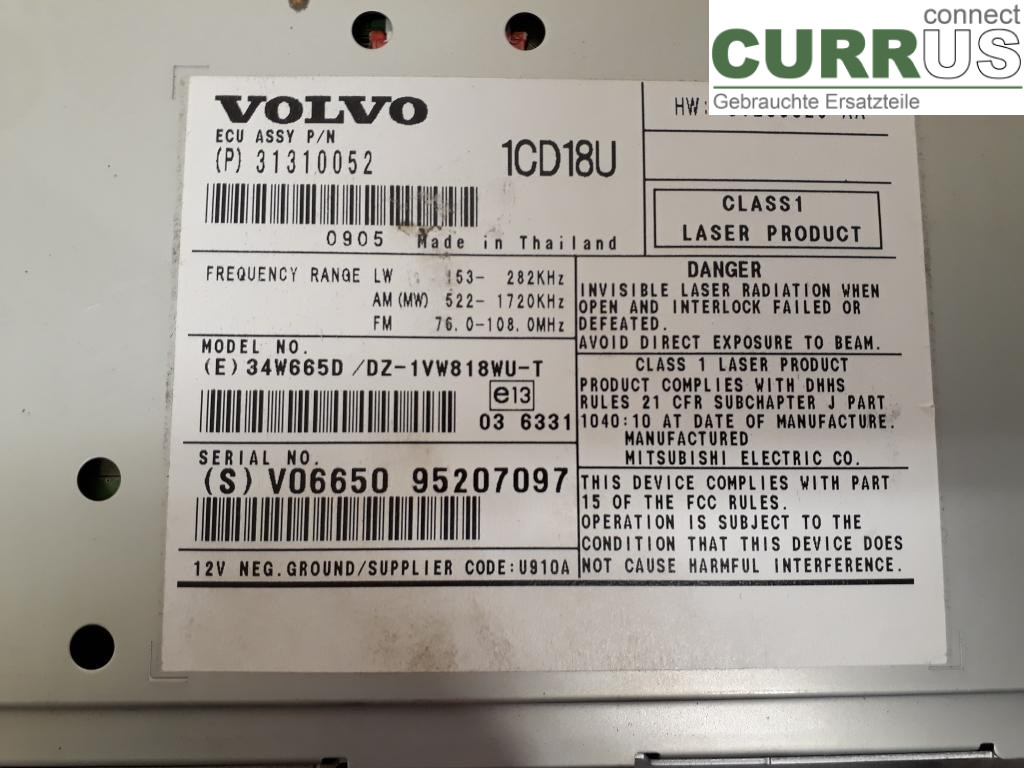 connect
CURRUS
Gebrauchte Ersatzteile
VOLVO
ECU ASSY P/N
(P) 31310052
1CD18U
HW:
0905 Made in Thailand
CLASS1
LASER PRODUCT
FREQUENCY RANGE LW 153- 282KHz
AM(MW) 522- 1720KHz
FM 76.0-108.0MHz
DANGER
INVISIBLE LASER RADIATION WHEN
OPEN AND INTERLOCK FAILED OR
DEFEATED.
AVOID DIRECT EXPOSURE TO BEAM.
MODEL NO.
(E) 34W665D /DZ-1VW818WU-T
e13
03 6331
CLASS 1 LASER PRODUCT
PRODUCT COMPLIES WITH DHHS
RULES 21 CFR SUBCHAPTER J PART
1040:10 AT DATE OF MANUFACTURE.
MANUFACTURED
MITSUBISHI ELECTRIC CO.
SERIAL NO.
(S) V06650 95207097
THIS DEVICE COMPLIES WITH PART
15 OF THE FCC RULES.
OPERATION IS SUBJECT TO THE
CONDITION THAT THIS DEVICE DOES
NOT CAUSE HARMFUL INTERFERENCE.
12V NEG.GROUND/SUPPLIER CODE:U910A